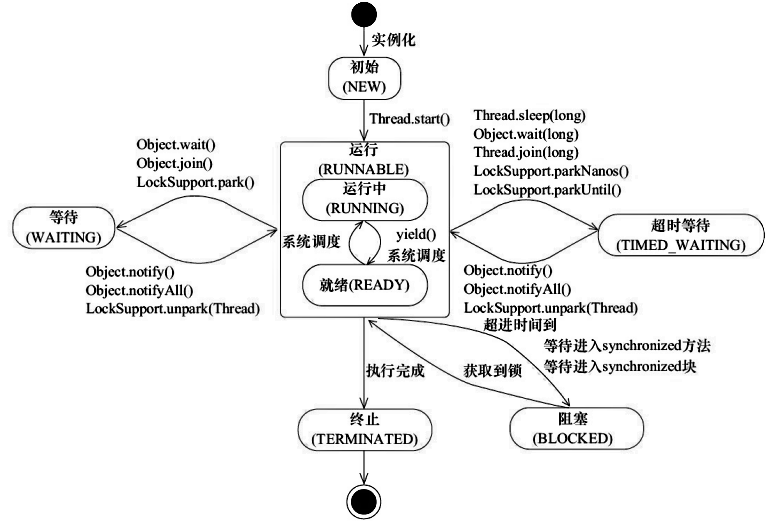 实例化
初始
(NEW)
Thread.start()
Object.wait()
Object.join()
LockSupport.park()
Thread.sleep(long)
Object.wait(long)
Thread.join(long)
LockSupport.parkNanos()
LockSupport.parkUntil()
运行
(RUNNABLE)
运行中
(RUNNING)
等待
(WAITING)
超时等待
(TIMED_WAITING)
系统调度
yield()
系统调度
就绪(READY)
Object.notify()
Object.notifyAll()
LockSupport.unpark(Thread)
Object.notify()
Object.notifyAll()
LockSupport.unpark(Thread)
超进时间到
等待进入synchronized方法
等待进入synchronized块
执行完成
获取到锁
终止
(TERMINATED)
阻塞
(BLOCKED)